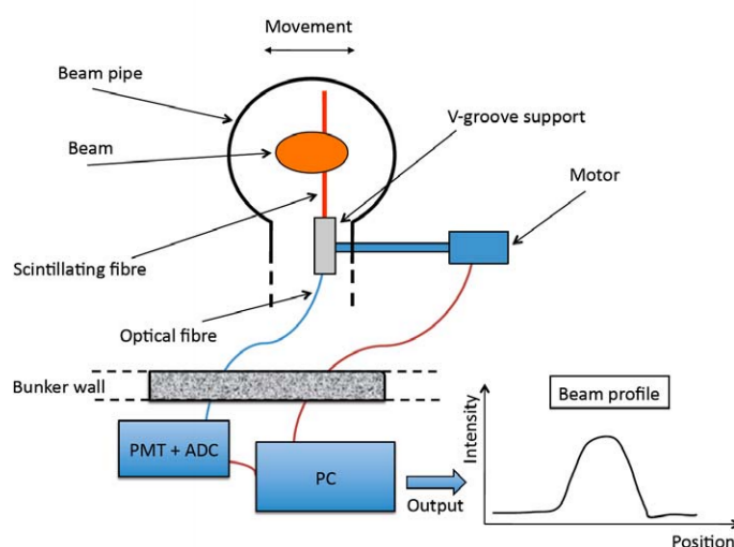 Movement
Beam pipe
V-groove support
Beam
Motor
Scintillating fibre
Optical fibre
Bunker wall
Beam profile
Intensity
PMT + ADC
PC
Output
Position